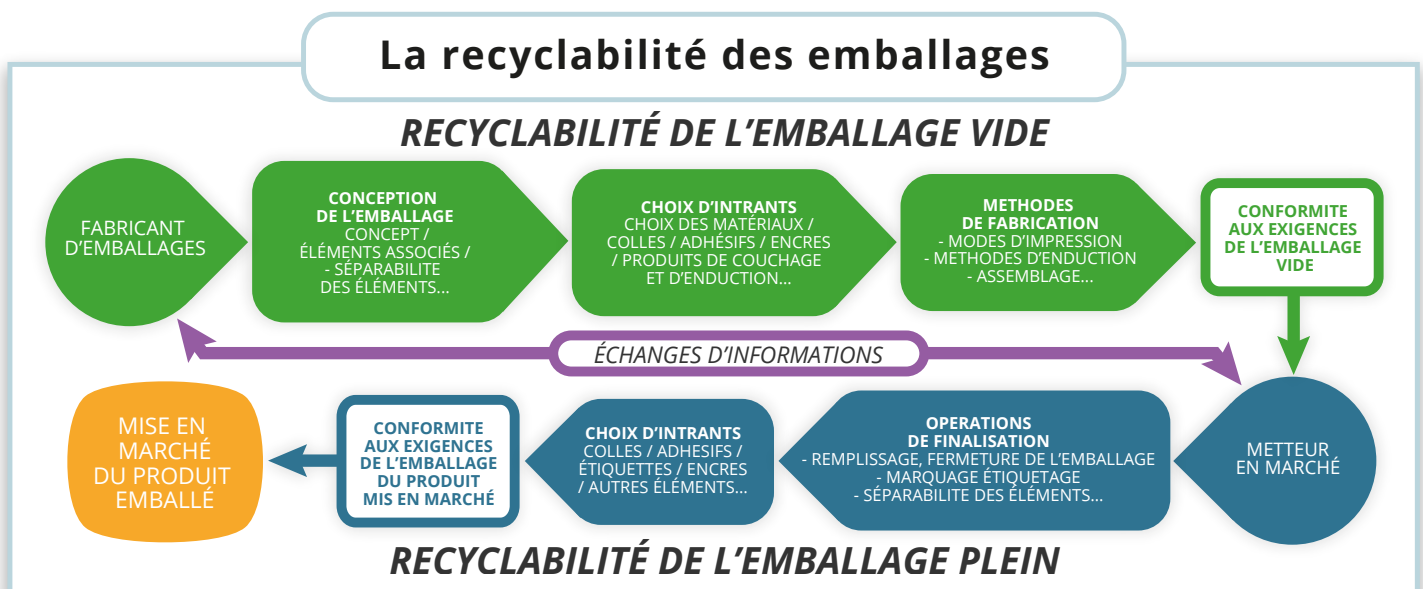 La recyclabilité des emballages
RECYCLABILITÉ DE L’EMBALLAGE VIDE
FABRICANT
D’EMBALLAGES
CONCEPTION
DE L’EMBALLAGE
CONCEPT /
ÉLÉMENTS ASSOCIÉS /
- SÉPARABILITE
DES ÉLÉMENTS...
CHOIX D’INTRANTS
CHOIX DES MATÉRIAUX /
COLLES / ADHÉSIFS / ENCRES
/ PRODUITS DE COUCHAGE
ET D’ENDUCTION...
METHODES
DE FABRICATION
- MODES D’IMPRESSION
- METHODES D’ENDUCTION
- ASSEMBLAGE...
CONFORMITE
AUX EXIGENCES
DE L’EMBALLAGE
VIDE
ÉCHANGES D’INFORMATIONS
METTEUR
EN MARCHÉ
OPERATIONS
DE FINALISATION
- REMPLISSAGE, FERMETURE DE L’EMBALLAGE
- MARQUAGE ÉTIQUETAGE
- SÉPARABILITE DES ÉLÉMENTS...
CHOIX D’INTRANTS
COLLES / ADHESIFS /
ÉTIQUETTES / ENCRES
/ AUTRES ÉLÉMENTS...
CONFORMITE
AUX EXIGENCES
DE L’EMBALLAGE
DU PRODUIT
MIS EN MARCHÉ
MISE EN
MARCHÉ
DU PRODUIT
EMBALLÉ
RECYCLABILITÉ DE L’EMBALLAGE PLEIN